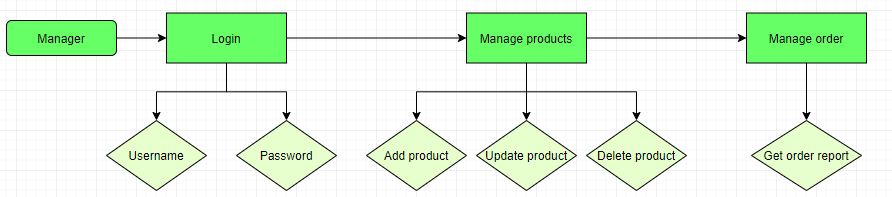 Manager
Login
Manage products
Manage order
Username
Password
Add product
Update product
Delete product
Get order report